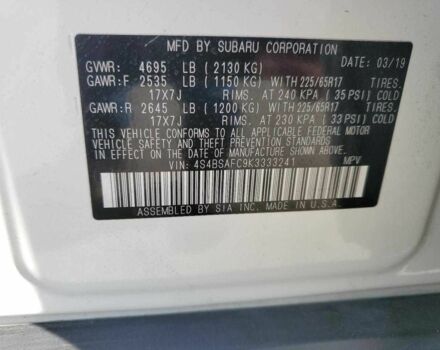 MFD BY SUBARU CORPORATION 03/19
GVWR: 4695 LB (2130 KG)
GAWR:F 2535 LB (1150 KG) WITH 225/65R17 TIRES.
17X7J RIMS. AT 240 KPA (35 PSI) COLD
GAWR:R 2645 LB (1200 KG) WITH 225/65R17 TIRES.
17X7J RIMS. AT 230 KPA (33 PSI) COLD
THIS VEHICLE CONFORMS TO ALL APPLICABLE FEDERAL MOTOR
VEHICLE SAFETY, BUMPER, AND THEFT PREVENTION STANDARDS
IN EFFECT ON THE DATE OF MANUFACTURE SHOWN ABOVE.
VIN: 4S4BSAFC9K3333241 MPV
ASSEMBLED BY SIA INC. MADE IN U.S.A.